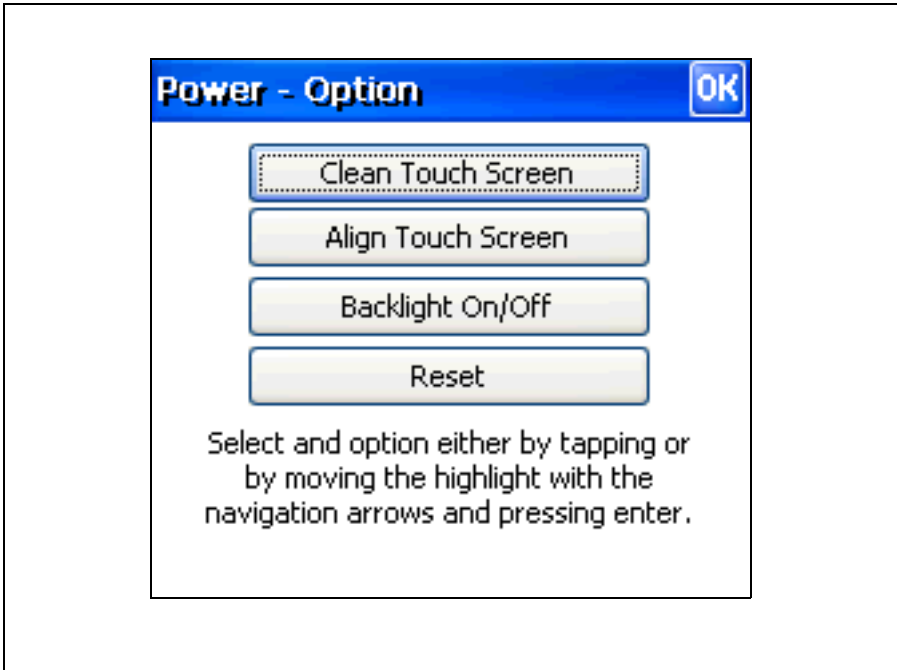 Power - Option
OK
Clean Touch Screen
Align Touch Screen
Backlight On/Off
Reset
Select and option either by tapping or
by moving the highlight with the
navigation arrows and pressing enter.